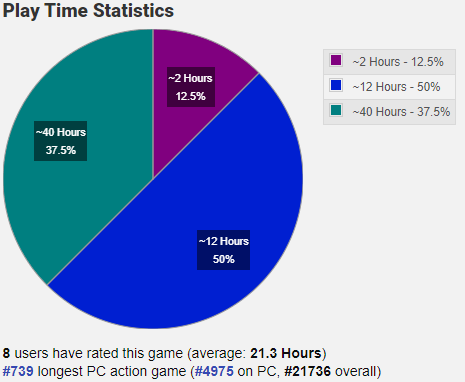 Play Time Statistics
~2 Hours
12.5%
~40 Hours
37.5%
~12 Hours
50%
~2 Hours - 12.5%
~12 Hours - 50%
~40 Hours - 37.5%
8 users have rated this game (average: 21.3 Hours)
#739 longest PC action game (#4975 on PC, #21736 overall)